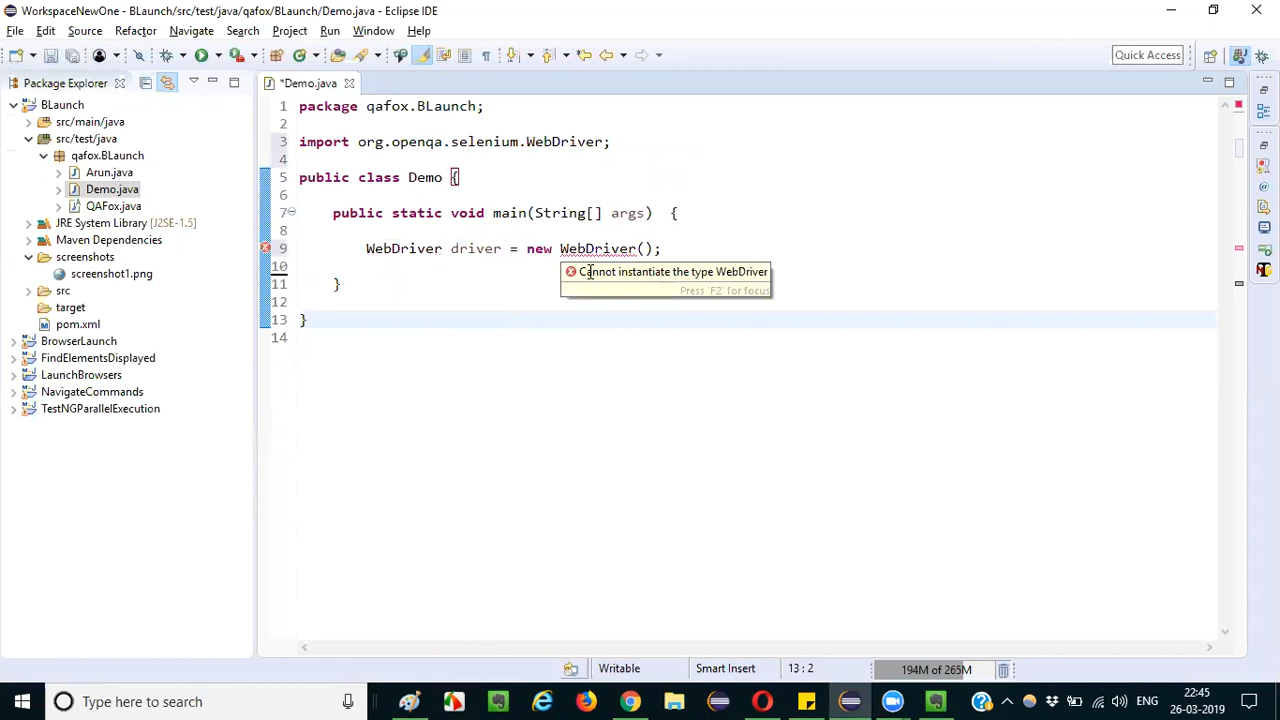 WorkspaceNewOne - BLaunch/src/test/java/qafox/BLaunch/Demo.java - Eclipse IDE
File Edit Source Refactor Navigate Search Project Run Window Help
Quick Access
Package Explorer
*Demo.java
BLaunch
src/main/java
src/test/java
qafox.BLaunch
Arun.java
Demo.java
QAFox.java
JRE System Library [J2SE-1.5]
Maven Dependencies
screenshots
screenshot1.png
src
target
pom.xml
BrowserLaunch
FindElementsDisplayed
LaunchBrowsers
NavigateCommands
TestNGParallelExecution
1 package qafox.BLaunch;
2
3 import org.openqa.selenium.WebDriver;
4
5 public class Demo {
6
7 public static void main(String[] args) {
8
9 WebDriver driver = new WebDriver();
10
11 }
12
13 }
14
Cannot instantiate the type WebDriver
Press 'F2' for focus
Writable Smart Insert 13 : 2 194M of 265M
Type here to search
ENG
22:45
26-03-2019